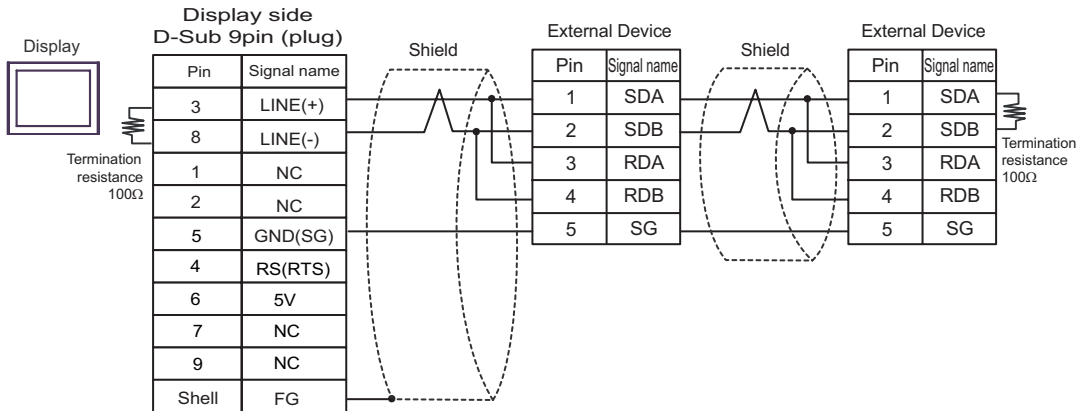 Display
Display side
D-Sub 9pin (plug)
Pin Signal name
3 LINE(+)
8 LINE(-)
1 NC
2 NC
5 GND(SG)
4 RS(RTS)
6 5V
7 NC
9 NC
Shell FG
Termination
resistance
100Ω
Shield
External Device
Pin Signal name
1 SDA
2 SDB
3 RDA
4 RDB
5 SG
Shield
External Device
Pin Signal name
1 SDA
2 SDB
3 RDA
4 RDB
5 SG
Termination
resistance
100Ω